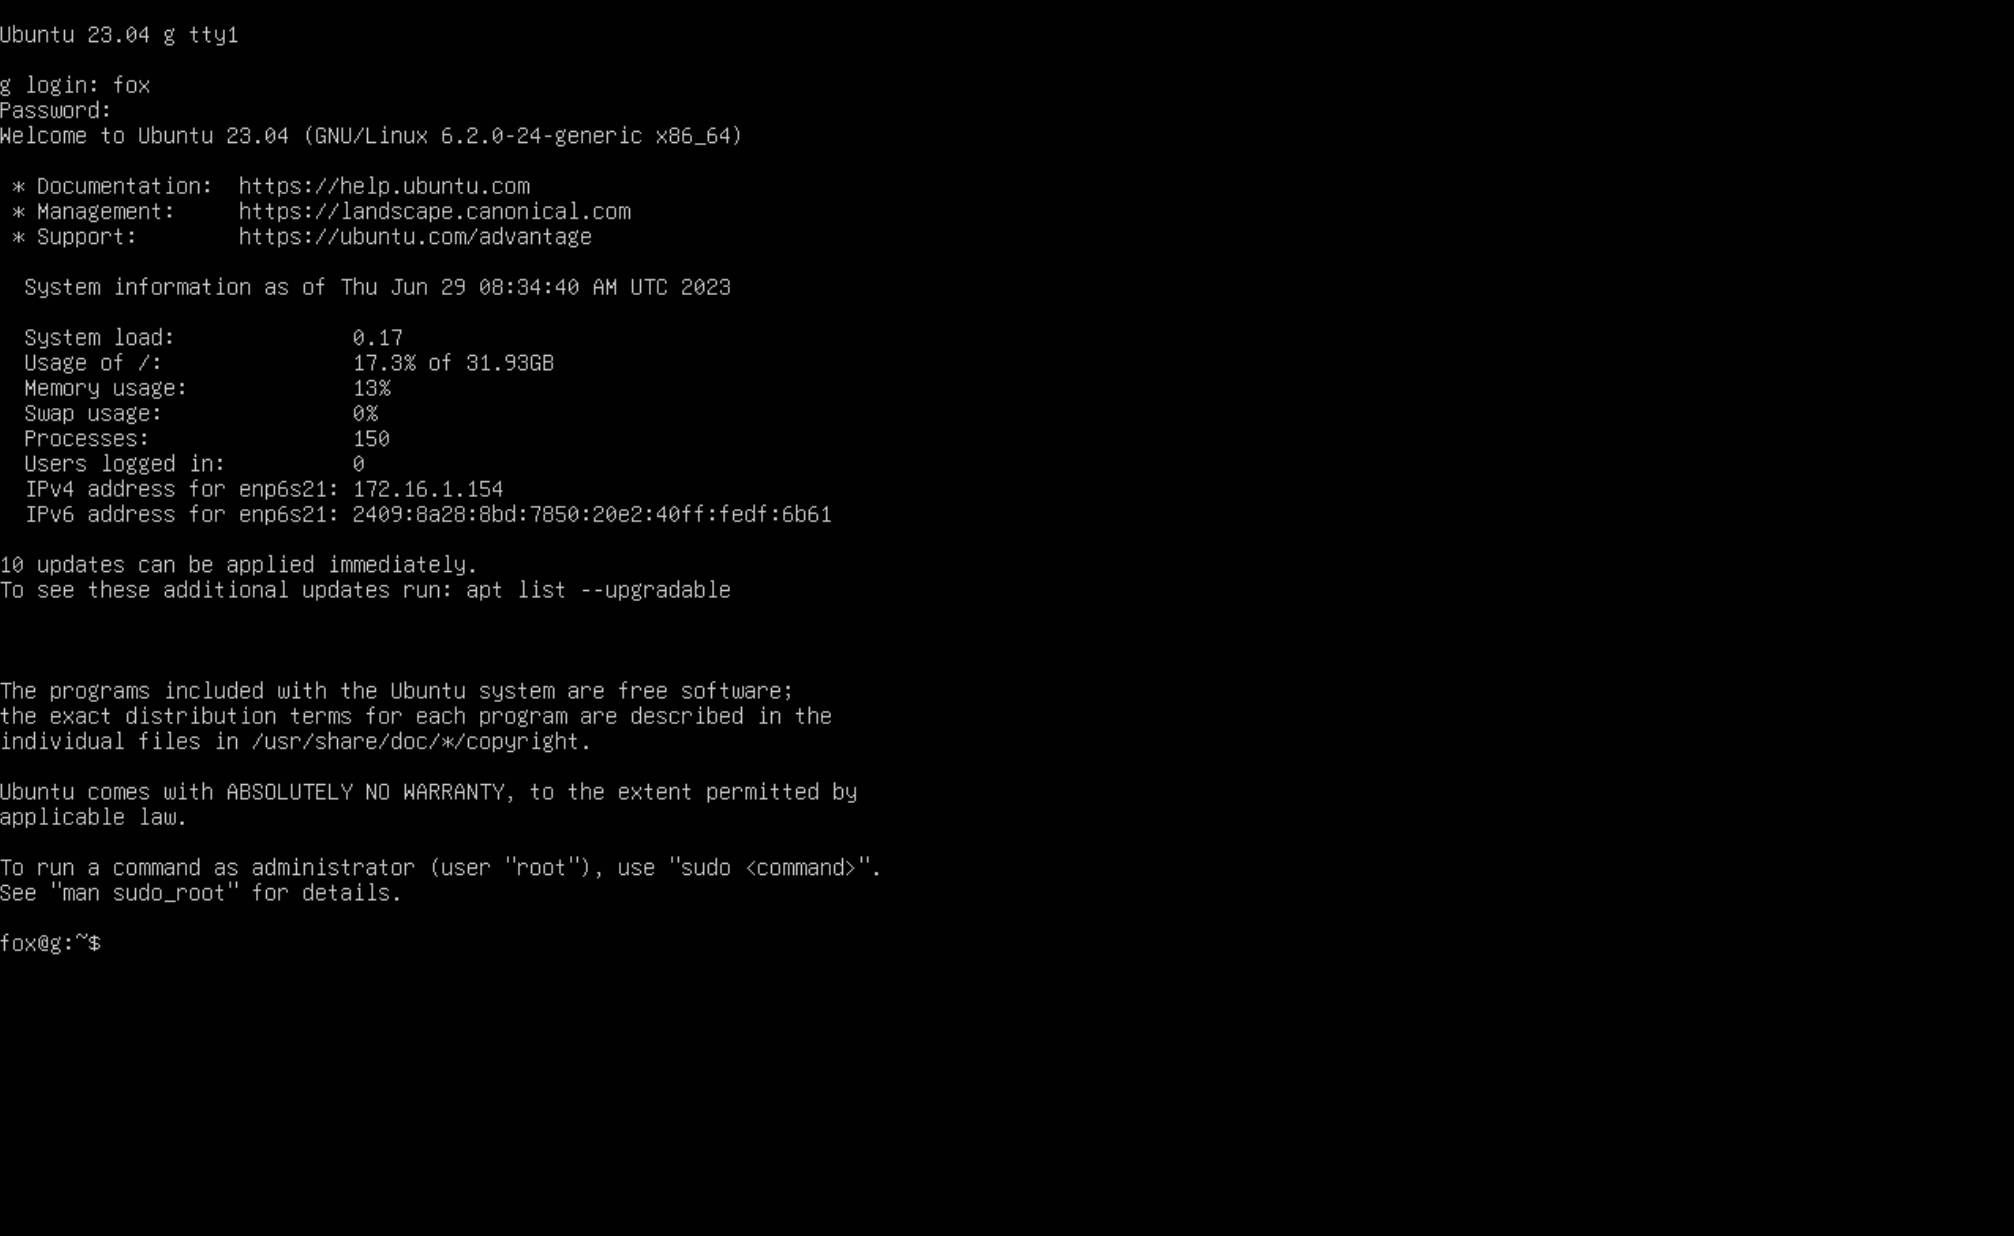 Ubuntu 23.04 g tty1
g login: fox
Password:
Welcome to Ubuntu 23.04 (GNU/Linux 6.2.0-24-generic x86_64)
* Documentation:  https://help.ubuntu.com
* Management:     https://landscape.canonical.com
* Support:        https://ubuntu.com/advantage
System information as of Thu Jun 29 08:34:40 AM UTC 2023
System load:              0.17
Usage of /:               17.3% of 31.93GB
Memory usage:             13%
Swap usage:               0%
Processes:                150
Users logged in:          0
IPv4 address for enp6s21: 172.16.1.154
IPv6 address for enp6s21: 2409:8a28:8bd:7850:20e2:40ff:fedf:6b61
10 updates can be applied immediately.
To see these additional updates run: apt list --upgradable
The programs included with the Ubuntu system are free software;
the exact distribution terms for each program are described in the
individual files in /usr/share/doc/*/copyright.
Ubuntu comes with ABSOLUTELY NO WARRANTY, to the extent permitted by
applicable law.
To run a command as administrator (user "root"), use "sudo <command>".
See "man sudo_root" for details.
fox@g:~$